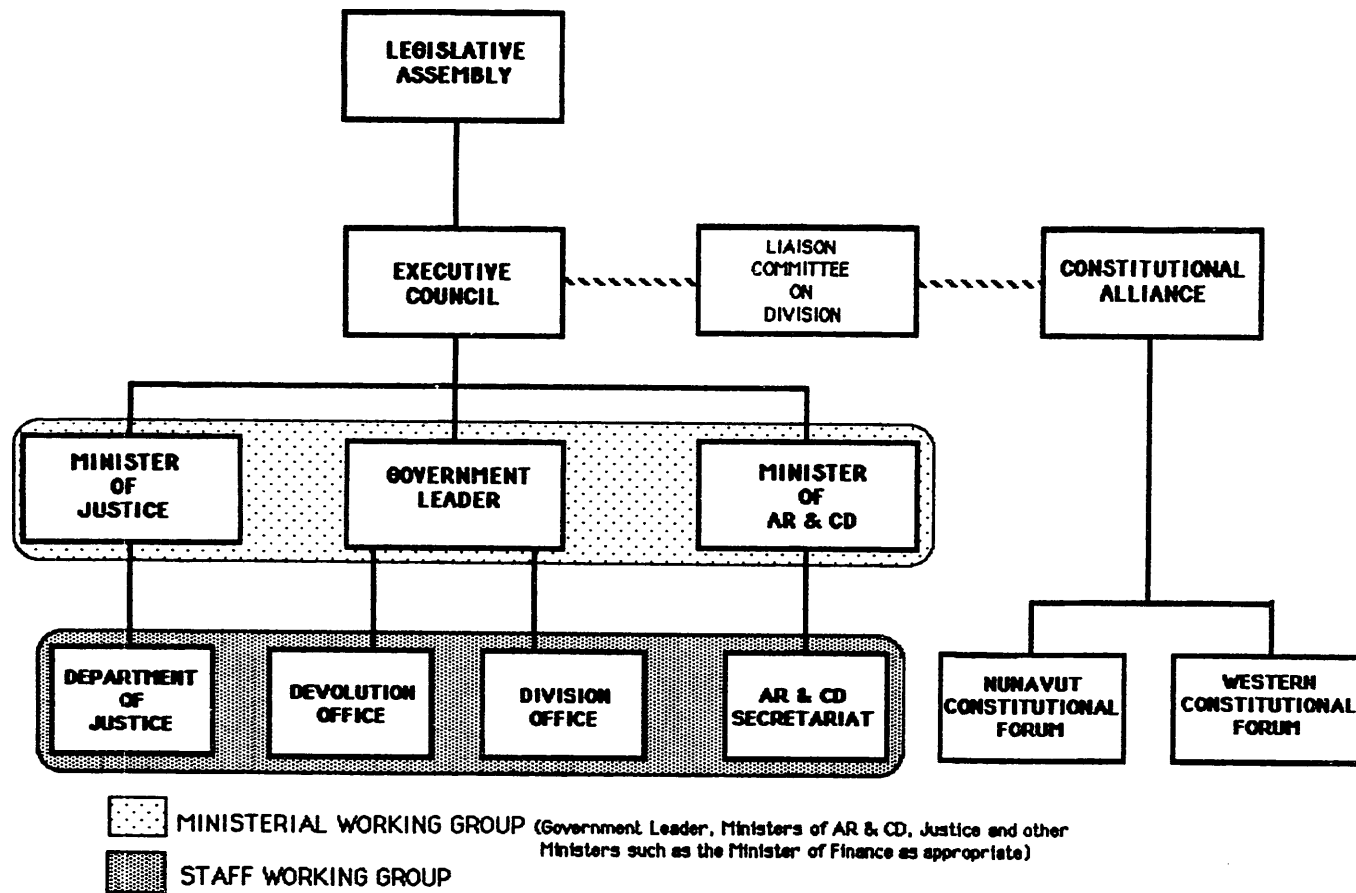 LEGISLATIVE
ASSEMBLY
EXECUTIVE
COUNCIL
LIAISON
COMMITTEE
ON
DIVISION
CONSTITUTIONAL
ALLIANCE
MINISTER
OF
JUSTICE
GOVERNMENT
LEADER
MINISTER
OF
AR & CD
DEPARTMENT
OF
JUSTICE
DEVOLUTION
OFFICE
DIVISION
OFFICE
AR & CD
SECRETARIAT
NUNAVUT
CONSTITUTIONAL
FORUM
WESTERN
CONSTITUTIONAL
FORUM
MINISTERIAL WORKING GROUP (Government Leader, Ministers of AR & CD, Justice and other
Ministers such as the Minister of Finance as appropriate)
STAFF WORKING GROUP